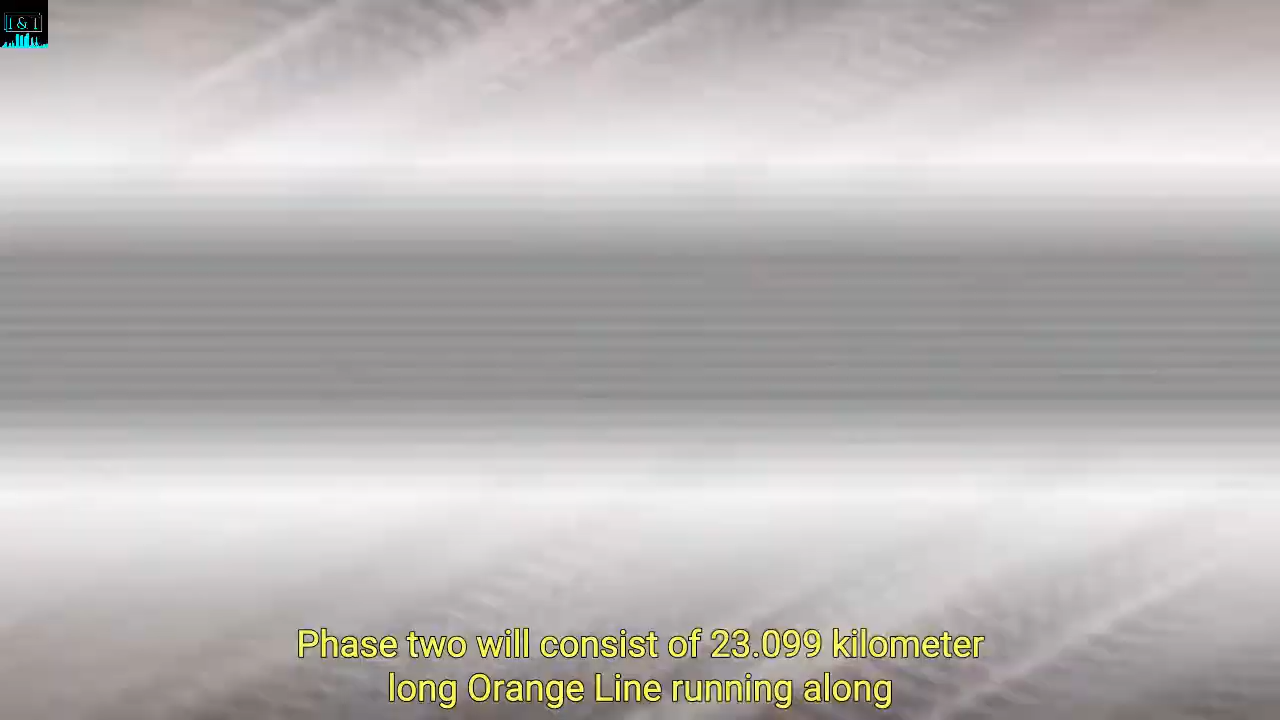 I & I
Phase two will consist of 23.099 kilometer
long Orange Line running along